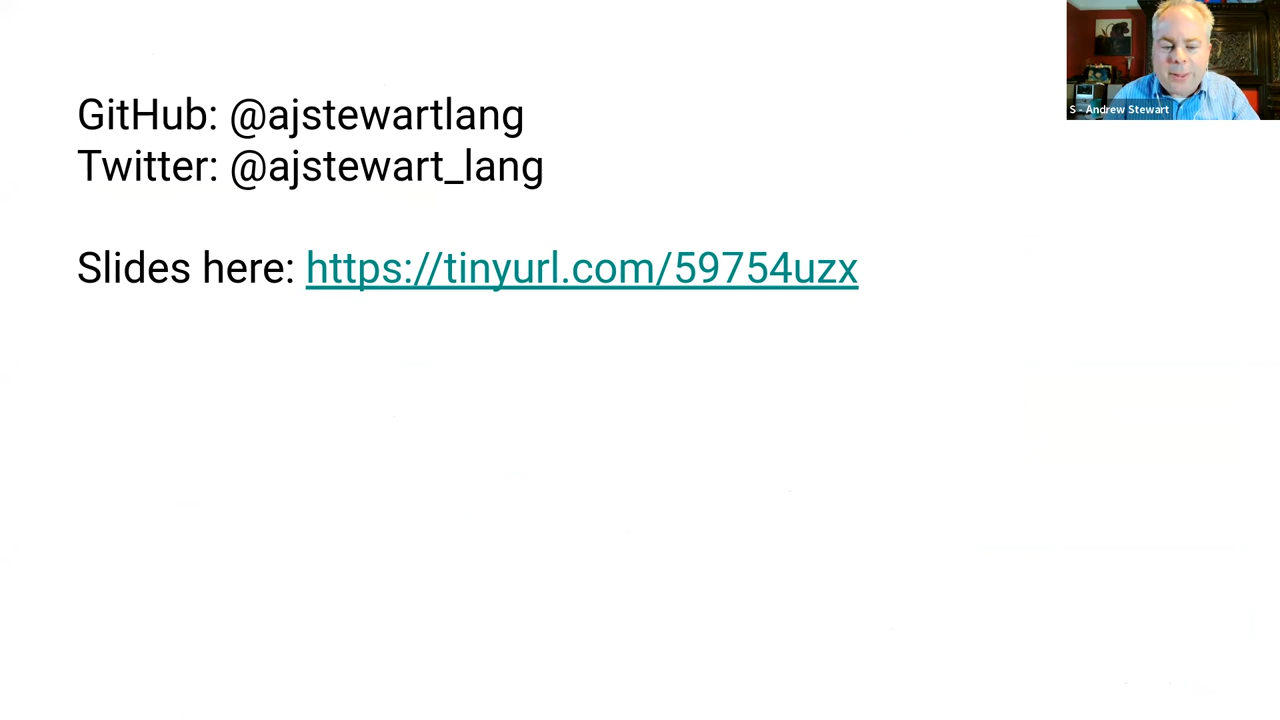 GitHub: @ajstewartlang
Twitter: @ajstewart_lang
Slides here: https://tinyurl.com/59754uzx
S - Andrew Stewart